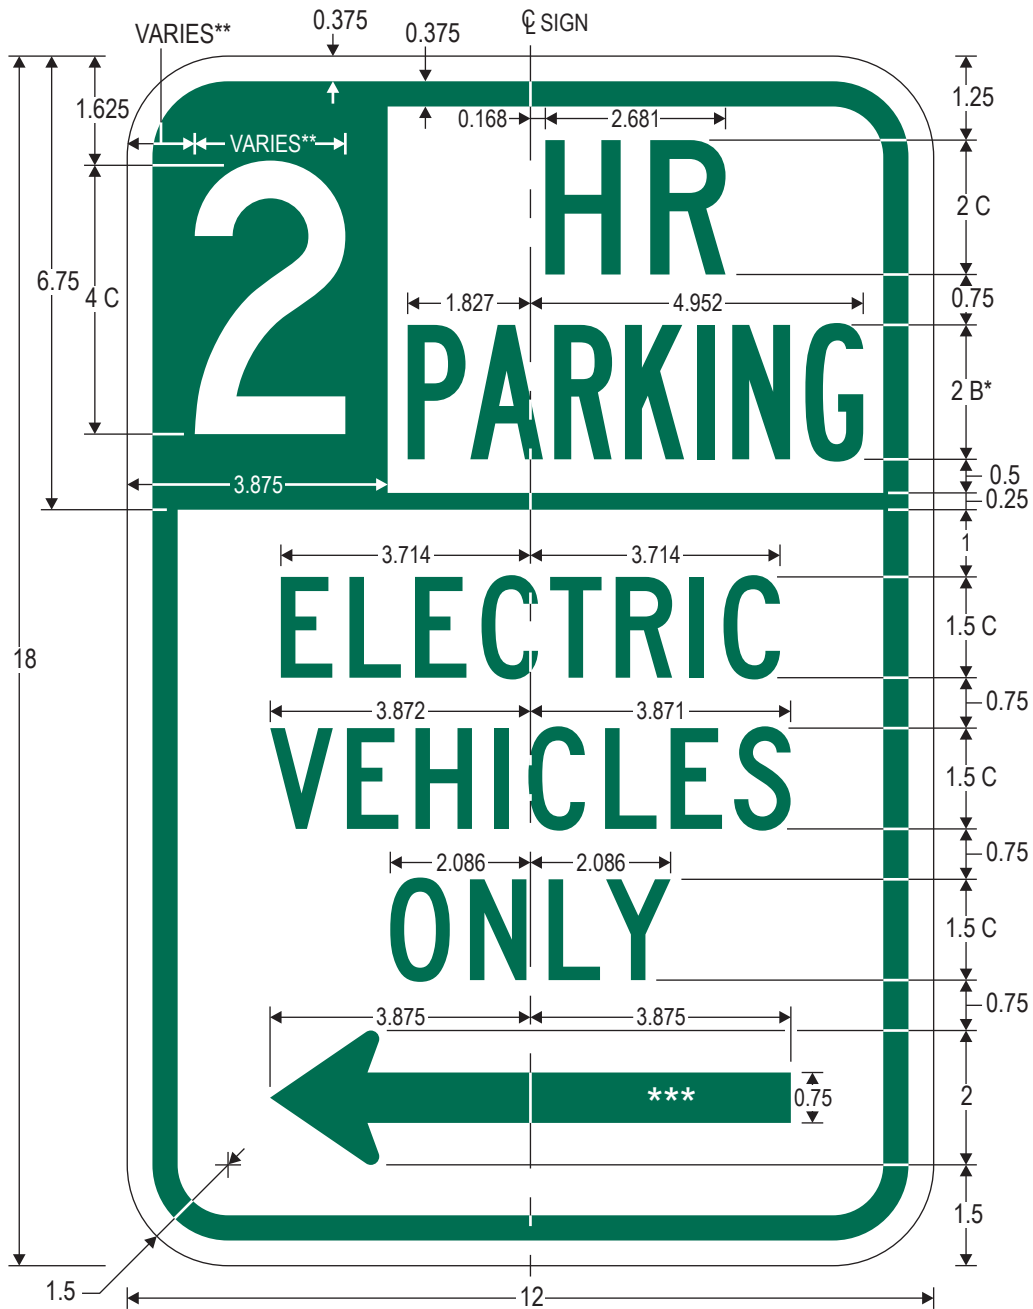 VARIES**
0.375
0.375
℄ SIGN
1.625
VARIES**
0.168
2.681
1.25
2
HR
2 C
6.75
4 C
1.827
4.952
0.75
PARKING
2 B*
3.875
0.5
0.25
3.714
3.714
1
ELECTRIC
1.5 C
18
3.872
3.871
0.75
VEHICLES
1.5 C
2.086
2.086
0.75
ONLY
1.5 C
3.875
3.875
0.75
***
0.75
2
1.5
1.5
12